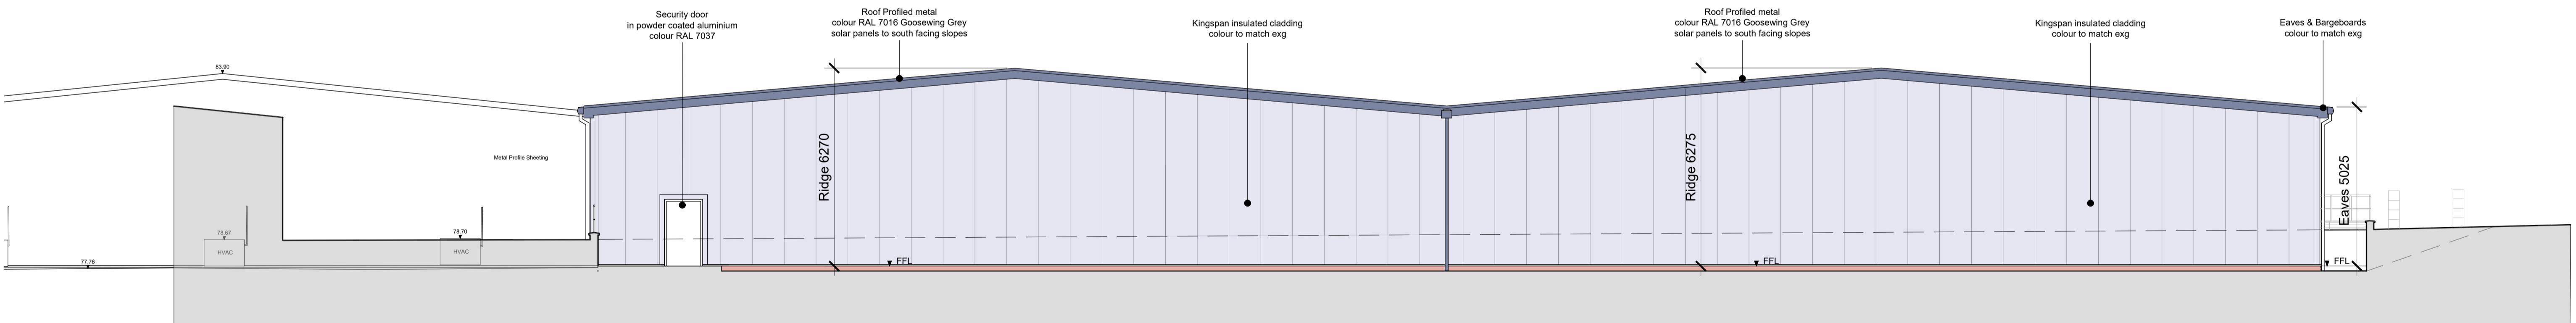 Security door
in powder coated aluminium
colour RAL 7037
Roof Profiled metal
colour RAL 7016 Goosewing Grey
solar panels to south facing slopes
Kingspan insulated cladding
colour to match exg
Roof Profiled metal
colour RAL 7016 Goosewing Grey
solar panels to south facing slopes
Kingspan insulated cladding
colour to match exg
Eaves & Bargeboards
colour to match exg
83.90
Metal Profile Sheeting
Ridge 6270
Ridge 6275
Eaves 5025
78.67
HVAC
78.70
HVAC
77.76
FFL
FFL
FFL